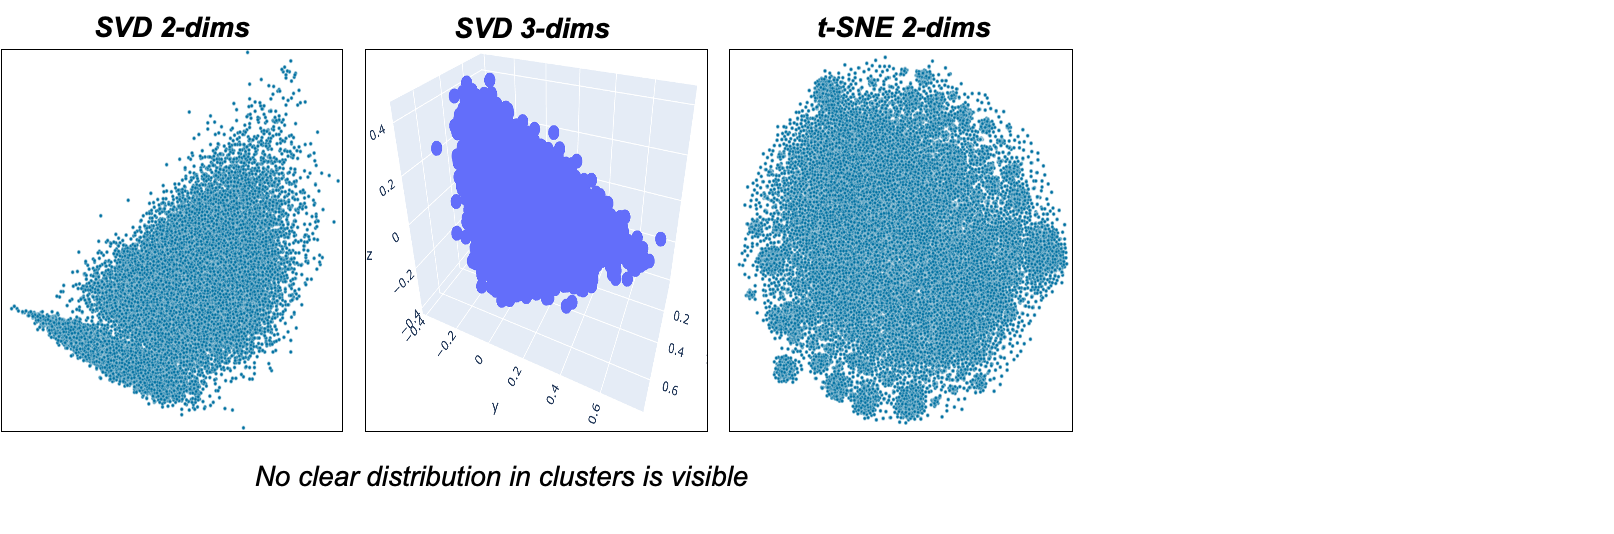 SVD 2-dims
SVD 3-dims
t-SNE 2-dims
0.4
0.2
0
z
−0.2
−0.4
−0.4
−0.2
0
0.2
0.4
0.6
y
0.2
0.4
0.6
No clear distribution in clusters is visible